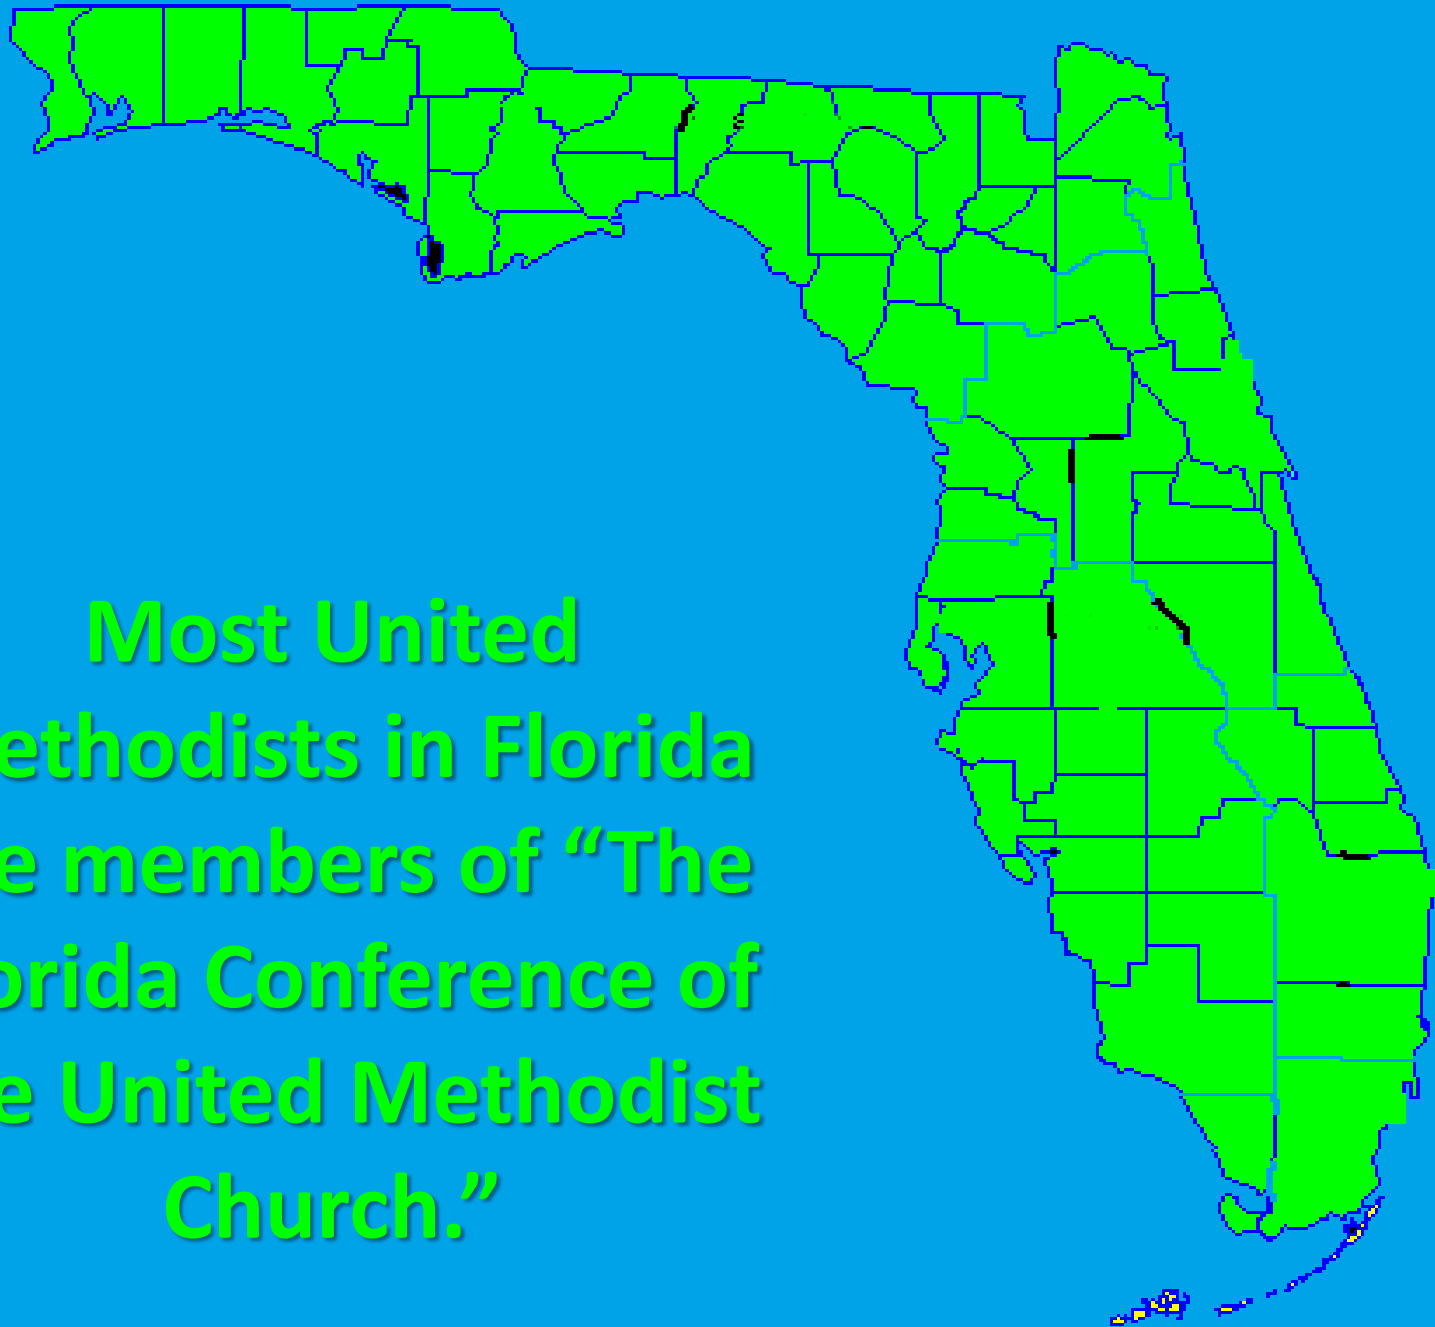 Most United
ethodists in Florida
e members of “The
orida Conference of
e United Methodist
Church.”